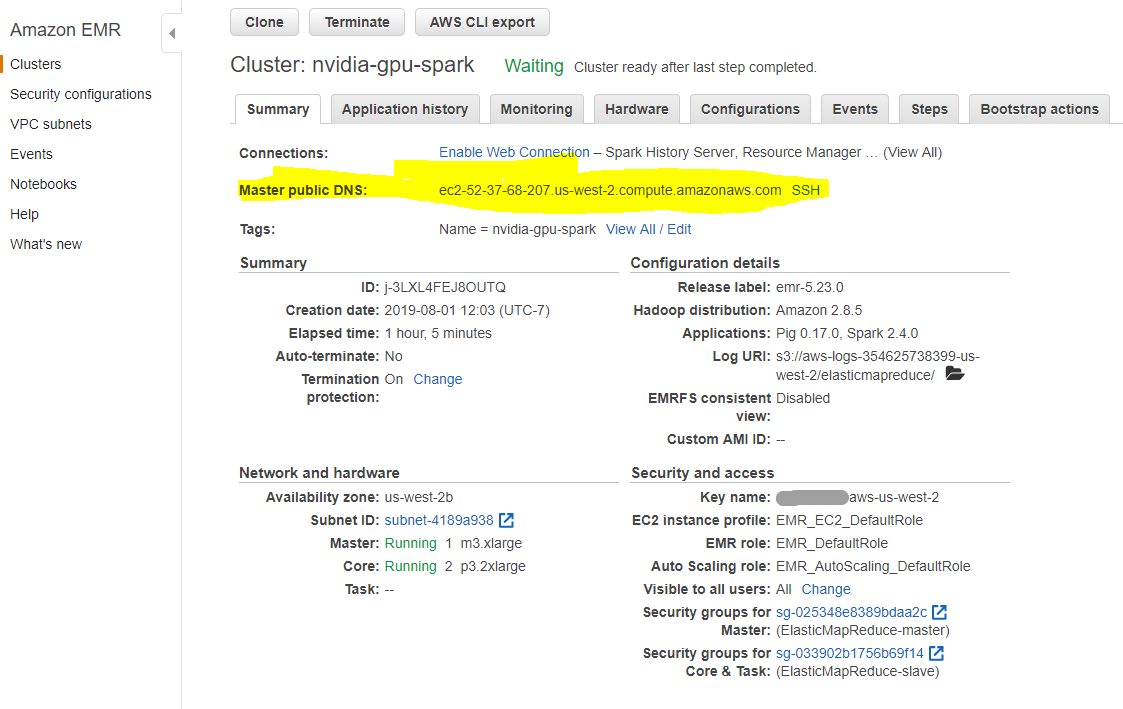 Amazon EMR
Clusters
Security configurations
VPC subnets
Events
Notebooks
Help
What's new
Clone Terminate AWS CLI export
Cluster: nvidia-gpu-spark Waiting Cluster ready after last step completed.
Summary Application history Monitoring Hardware Configurations Events Steps Bootstrap actions
Connections: Enable Web Connection – Spark History Server, Resource Manager … (View All)
Master public DNS: ec2-52-37-68-207.us-west-2.compute.amazonaws.com SSH
Tags: Name = nvidia-gpu-spark View All / Edit
Summary
ID: j-3LXL4FEJ8OUTQ
Creation date: 2019-08-01 12:03 (UTC-7)
Elapsed time: 1 hour, 5 minutes
Auto-terminate: No
Termination On Change
protection:
Configuration details
Release label: emr-5.23.0
Hadoop distribution: Amazon 2.8.5
Applications: Pig 0.17.0, Spark 2.4.0
Log URI: s3://aws-logs-354625738399-us-
west-2/elasticmapreduce/
EMRFS consistent Disabled
view:
Custom AMI ID: --
Network and hardware
Availability zone: us-west-2b
Subnet ID: subnet-4189a938
Master: Running 1 m3.xlarge
Core: Running 2 p3.2xlarge
Task: --
Security and access
Key name: aws-us-west-2
EC2 instance profile: EMR_EC2_DefaultRole
EMR role: EMR_DefaultRole
Auto Scaling role: EMR_AutoScaling_DefaultRole
Visible to all users: All Change
Security groups for sg-025348e8389bdaa2c
Master: (ElasticMapReduce-master)
Security groups for sg-033902b1756b69f14
Core & Task: (ElasticMapReduce-slave)